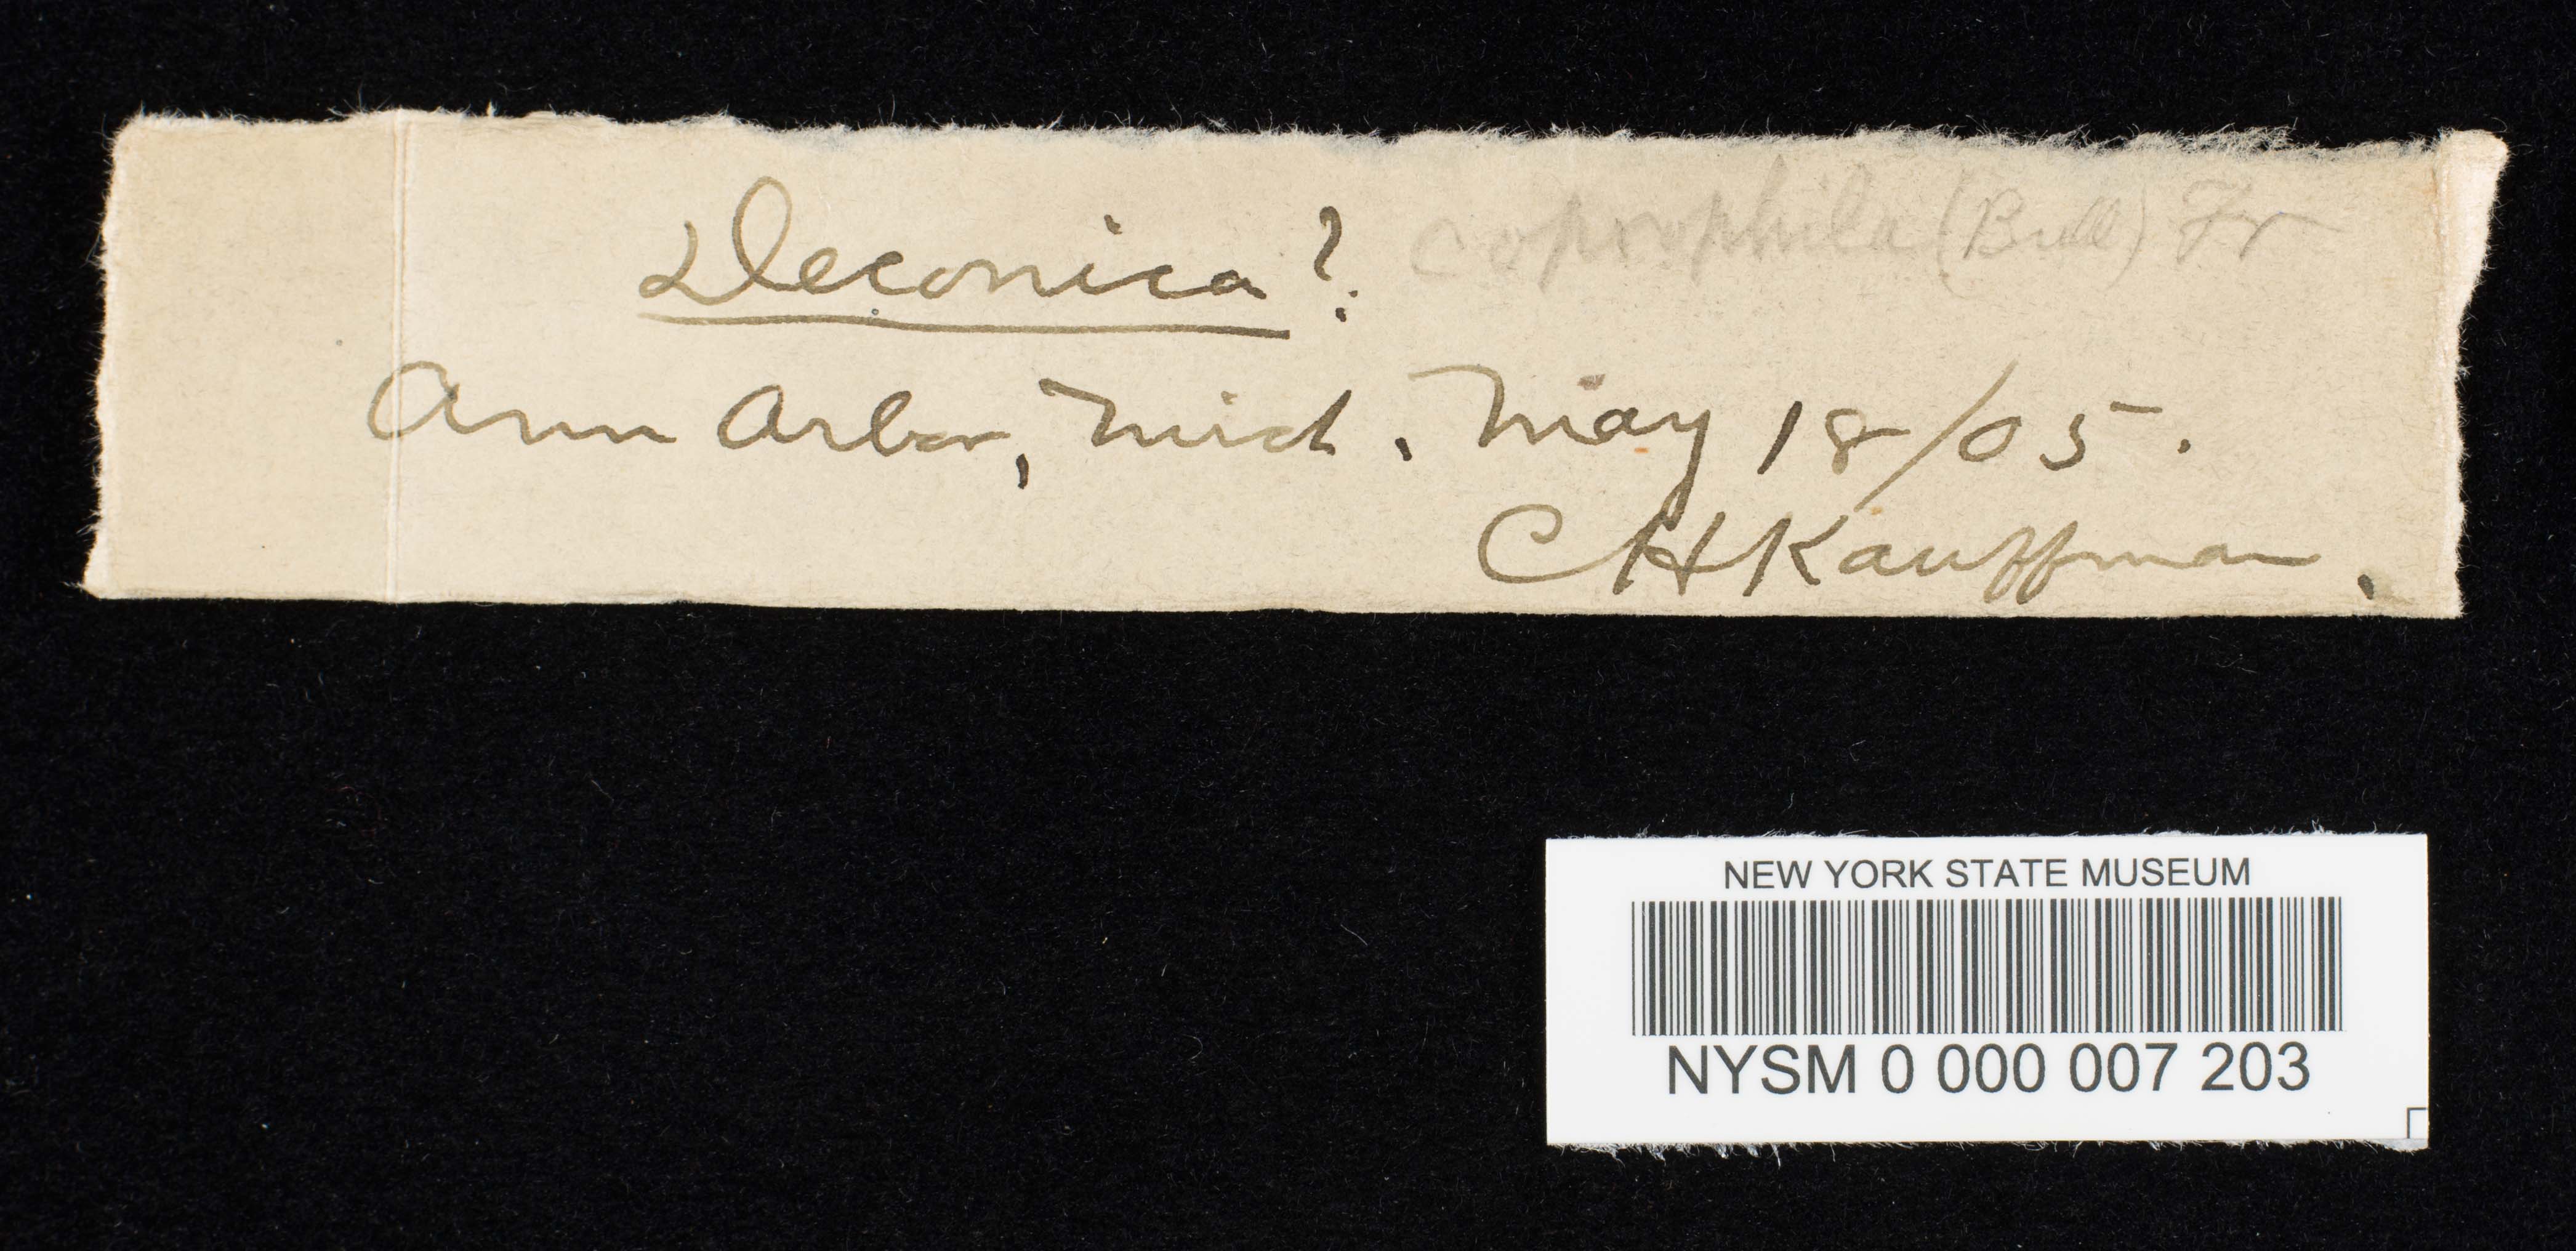 Deconica? coprophila (Bull) Fr
Ann Arbor, Mich. May 18/05.
CHKauffman.
NEW YORK STATE MUSEUM
NYSM 0 000 007 203